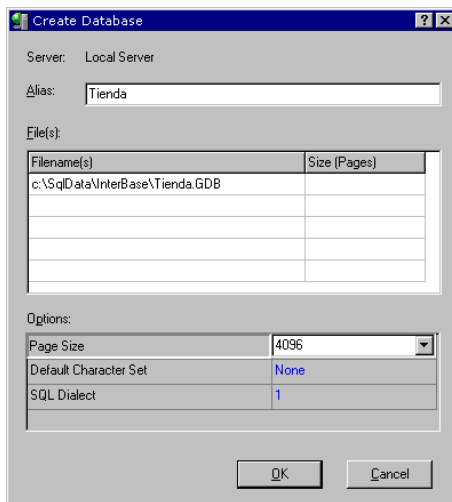 Create Database
Server: Local Server
Alias: Tienda
File(s):
Filename(s) Size (Pages)
c:\SqlData\InterBase\Tienda.GDB
Options:
Page Size 4096
Default Character Set None
SQL Dialect 1
OK Cancel